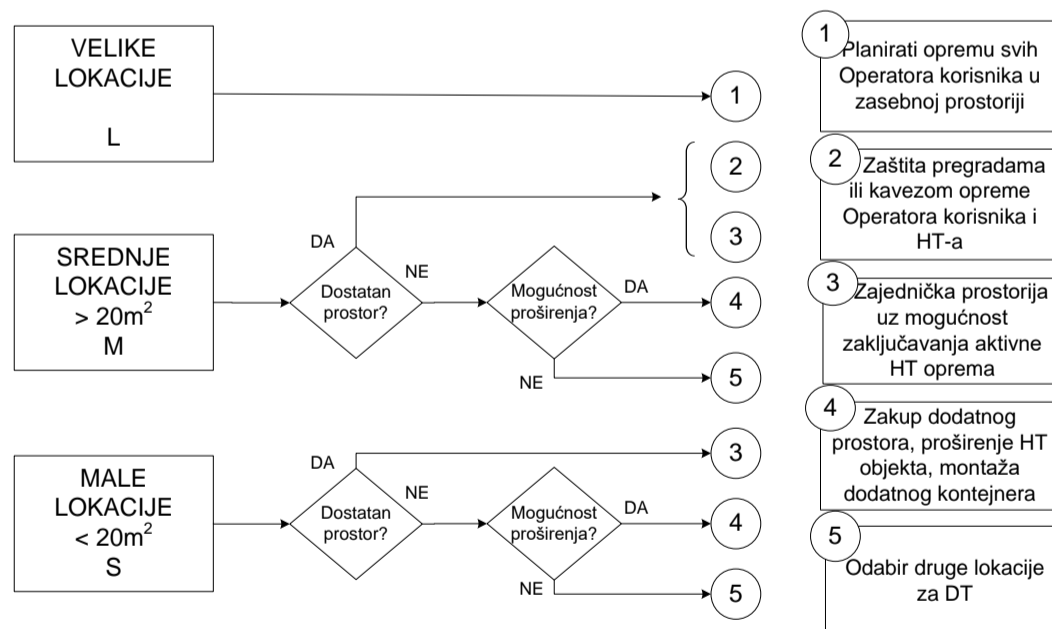 VELIKE
LOKACIJE
L
1
2
3
SREDNJE
LOKACIJE
> 20m²
M
DA
Dostatan
prostor?
NE
Mogućnost
proširenja?
DA
4
NE
5
MALE
LOKACIJE
< 20m²
S
DA
3
Dostatan
prostor?
NE
Mogućnost
proširenja?
DA
4
NE
5
1
Planirati opremu svih
Operatora korisnika u
zasebnoj prostoriji
2
Zaštita pregradama
ili kavezom opreme
Operatora korisnika i
HT-a
3
Zajednička prostorija
uz mogućnost
zaključavanja aktivne
HT oprema
4
Zakup dodatnog
prostora, proširenje HT
objekta, montaža
dodatnog kontejnera
5
Odabir druge lokacije
za DT